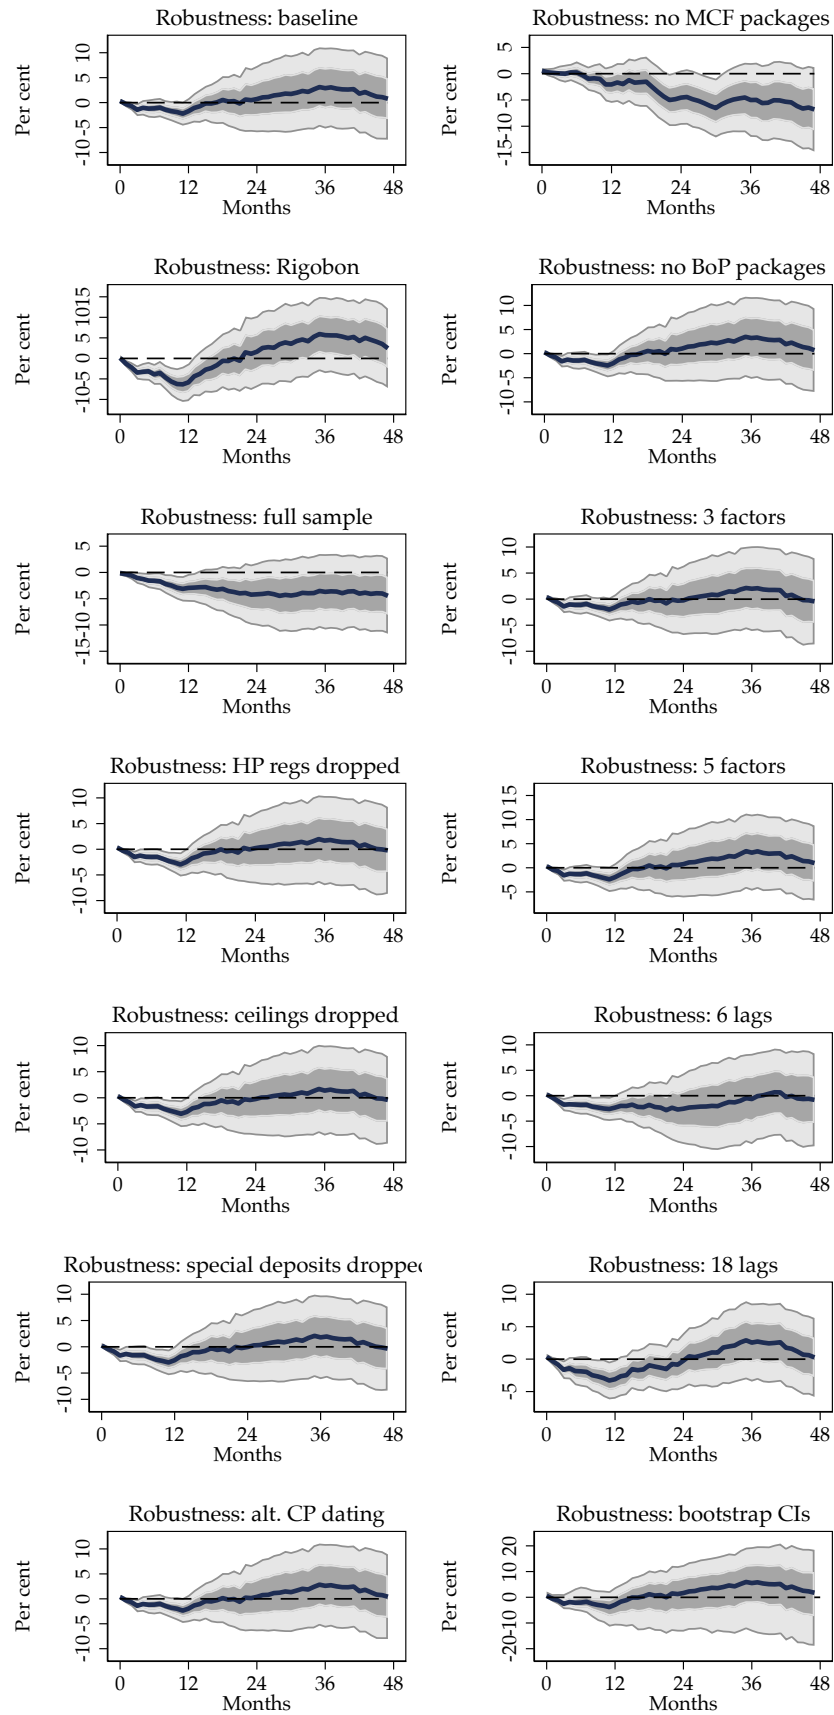 Robustness: baseline
Per cent
-10 -5 0 5 10
0 12 24 36 48
Months
Robustness: no MCF packages
Per cent
-15 -10 -5 0 5
0 12 24 36 48
Months
Robustness: Rigobon
Per cent
-10 -5 0 5 10 15
0 12 24 36 48
Months
Robustness: no BoP packages
Per cent
-10 -5 0 5 10
0 12 24 36 48
Months
Robustness: full sample
Per cent
-15 -10 -5 0 5
0 12 24 36 48
Months
Robustness: 3 factors
Per cent
-10 -5 0 5 10
0 12 24 36 48
Months
Robustness: HP regs dropped
Per cent
-10 -5 0 5 10
0 12 24 36 48
Months
Robustness: 5 factors
Per cent
-5 0 5 10 15
0 12 24 36 48
Months
Robustness: ceilings dropped
Per cent
-10 -5 0 5 10
0 12 24 36 48
Months
Robustness: 6 lags
Per cent
-10 -5 0 5 10
0 12 24 36 48
Months
Robustness: special deposits dropped
Per cent
-10 -5 0 5 10
0 12 24 36 48
Months
Robustness: 18 lags
Per cent
-5 0 5 10
0 12 24 36 48
Months
Robustness: alt. CP dating
Per cent
-10 -5 0 5 10
0 12 24 36 48
Months
Robustness: bootstrap CIs
Per cent
-20 -10 0 10 20
0 12 24 36 48
Months